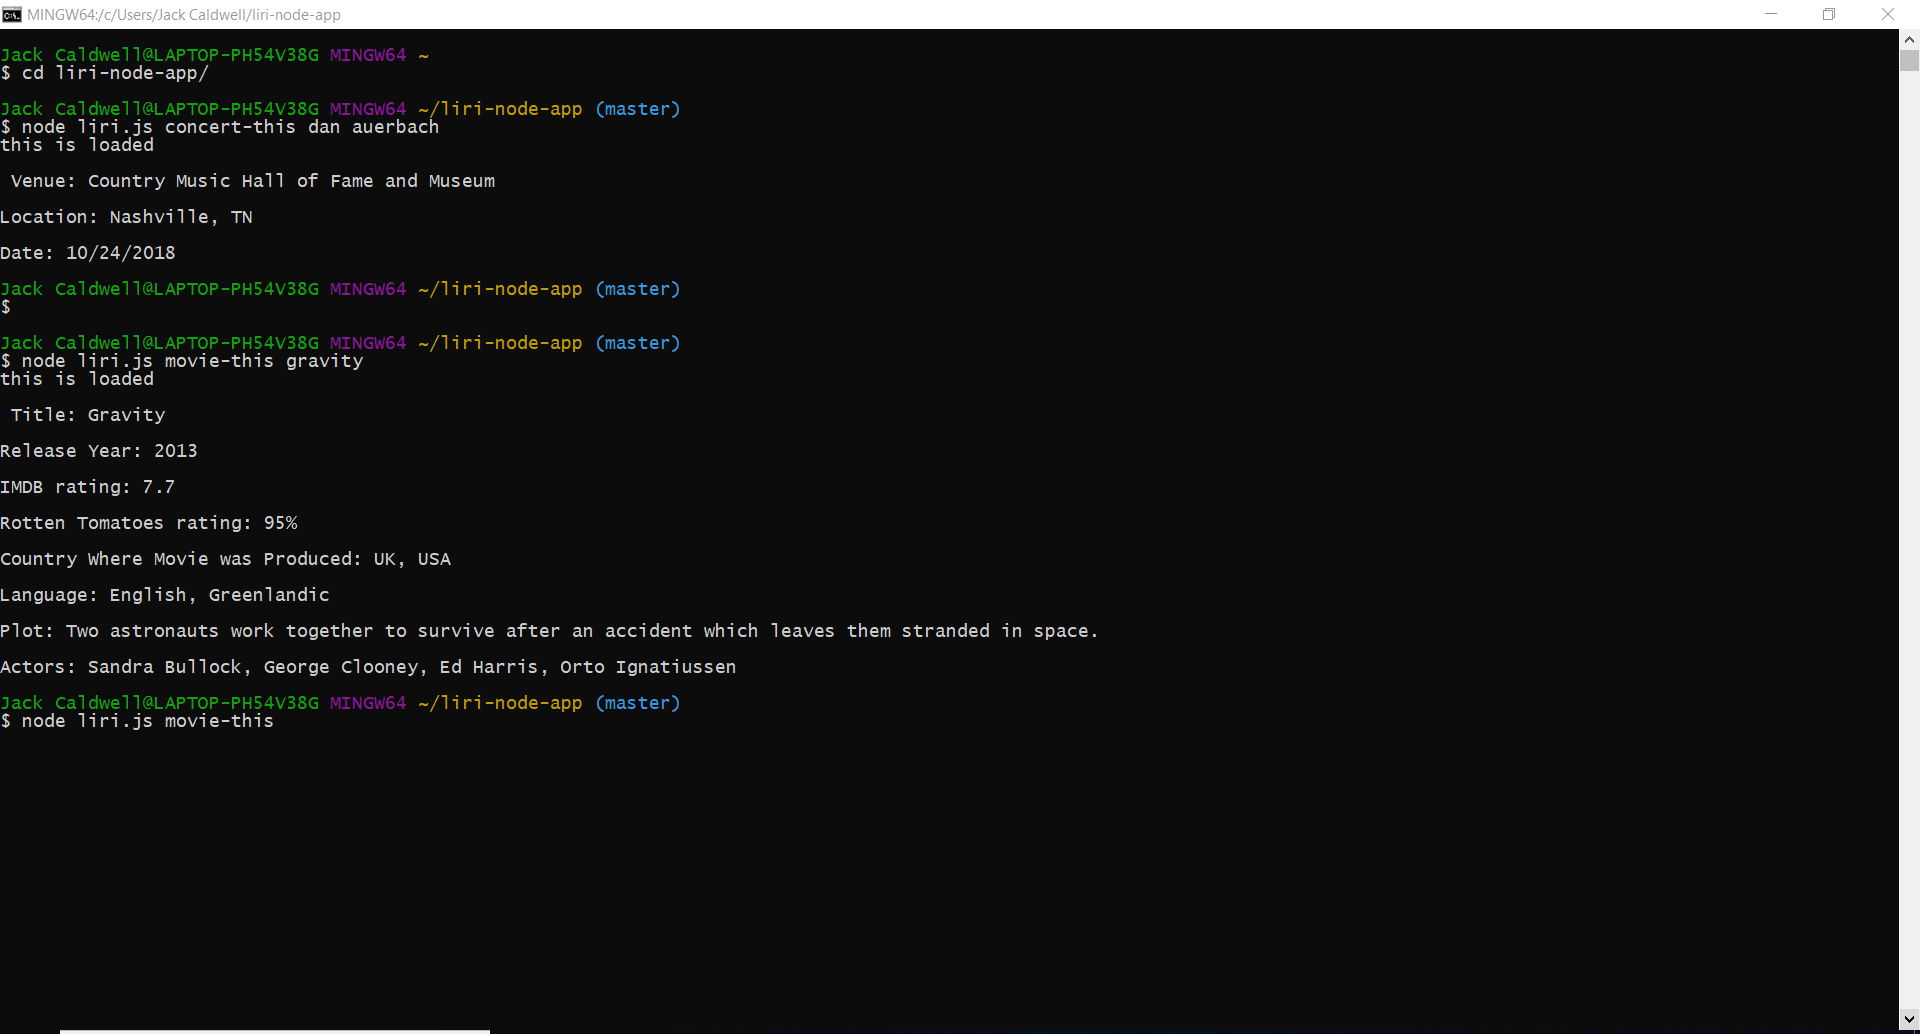 MINGW64:/c/Users/Jack Caldwell/liri-node-app
Jack Caldwell@LAPTOP-PH54V38G MINGW64 ~
$ cd liri-node-app/
Jack Caldwell@LAPTOP-PH54V38G MINGW64 ~/liri-node-app (master)
$ node liri.js concert-this dan auerbach
this is loaded
Venue: Country Music Hall of Fame and Museum
Location: Nashville, TN
Date: 10/24/2018
Jack Caldwell@LAPTOP-PH54V38G MINGW64 ~/liri-node-app (master)
$
Jack Caldwell@LAPTOP-PH54V38G MINGW64 ~/liri-node-app (master)
$ node liri.js movie-this gravity
this is loaded
Title: Gravity
Release Year: 2013
IMDB rating: 7.7
Rotten Tomatoes rating: 95%
Country Where Movie was Produced: UK, USA
Language: English, Greenlandic
Plot: Two astronauts work together to survive after an accident which leaves them stranded in space.
Actors: Sandra Bullock, George Clooney, Ed Harris, Orto Ignatiussen
Jack Caldwell@LAPTOP-PH54V38G MINGW64 ~/liri-node-app (master)
$ node liri.js movie-this